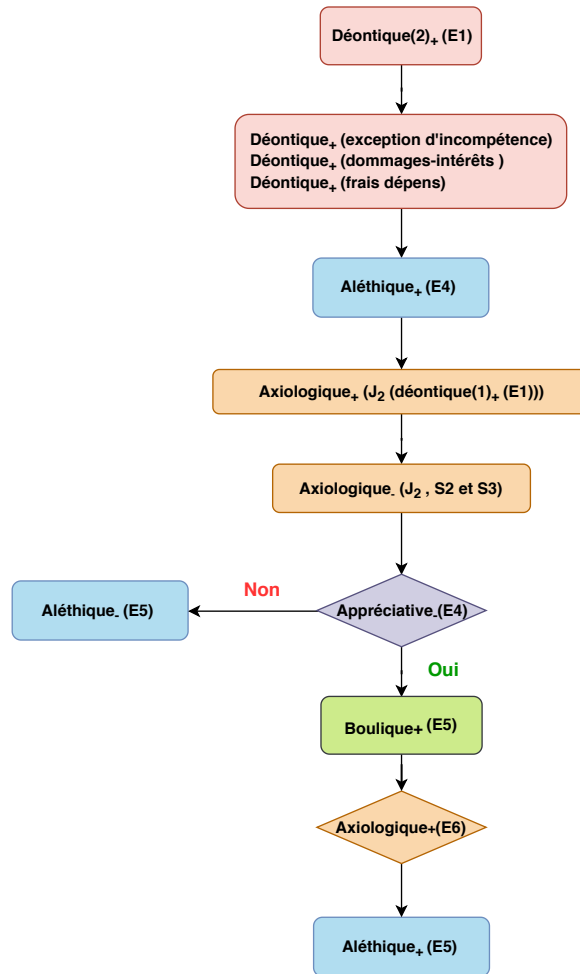 Déontique(2)₊ (E1)
Déontique₊ (exception d'incompétence)
Déontique₊ (dommages-intérêts )
Déontique₊ (frais dépens)
Aléthique₊ (E4)
Axiologique₊ (J₂ (déontique(1)₊ (E1)))
Axiologique₋ (J₂ , S2 et S3)
Appréciative₋(E4)
Non
Aléthique₋ (E5)
Oui
Boulique+ (E5)
Axiologique+(E6)
Aléthique₊ (E5)